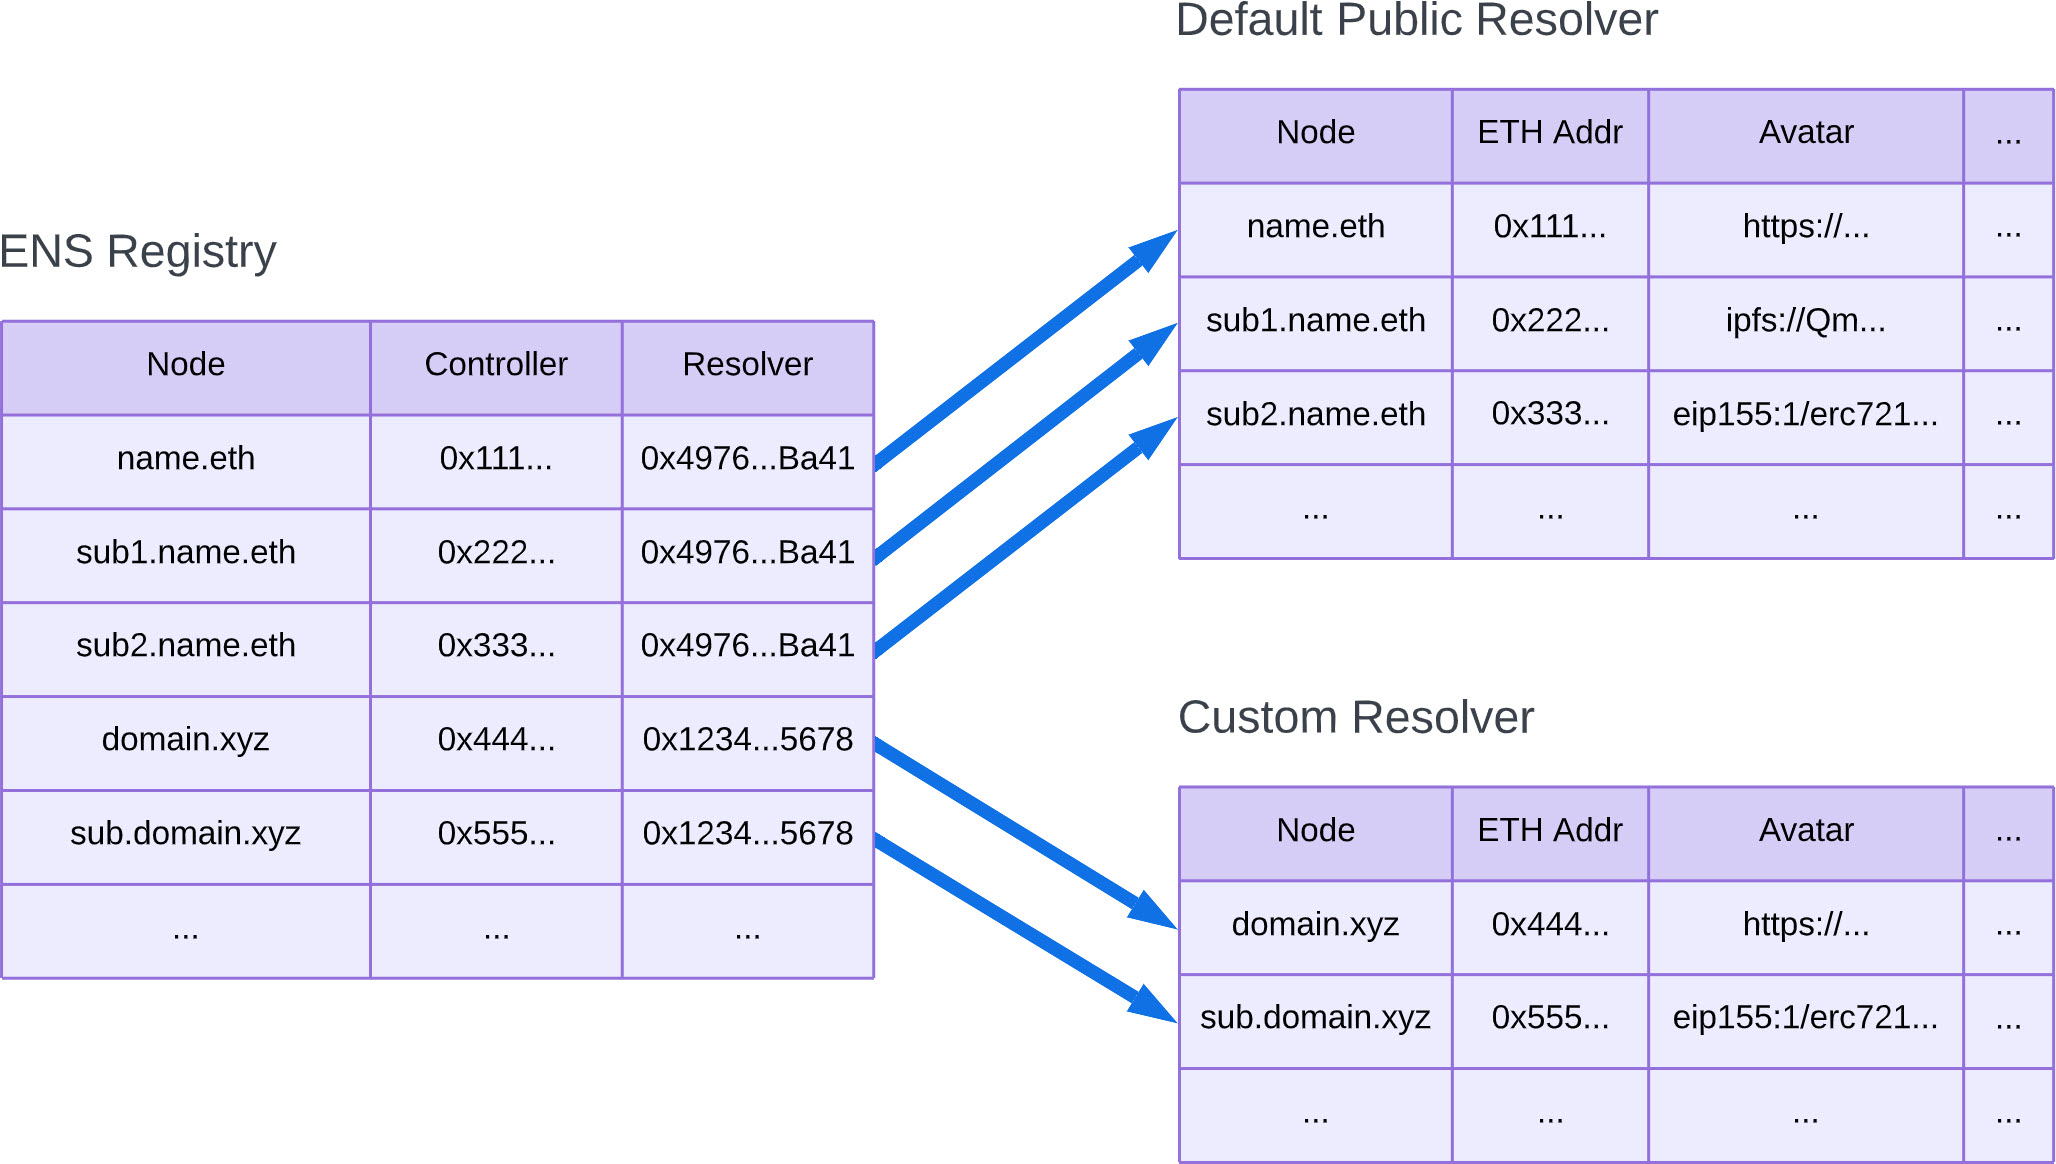 Default Public Resolver
Node ETH Addr Avatar ...
name.eth 0x111... https://... ...
sub1.name.eth 0x222... ipfs://Qm... ...
sub2.name.eth 0x333... eip155:1/erc721... ...
... ... ... ...
ENS Registry
Node Controller Resolver
name.eth 0x111... 0x4976...Ba41
sub1.name.eth 0x222... 0x4976...Ba41
sub2.name.eth 0x333... 0x4976...Ba41
domain.xyz 0x444... 0x1234...5678
sub.domain.xyz 0x555... 0x1234...5678
... ... ...
Custom Resolver
Node ETH Addr Avatar ...
domain.xyz 0x444... https://... ...
sub.domain.xyz 0x555... eip155:1/erc721... ...
... ... ... ...